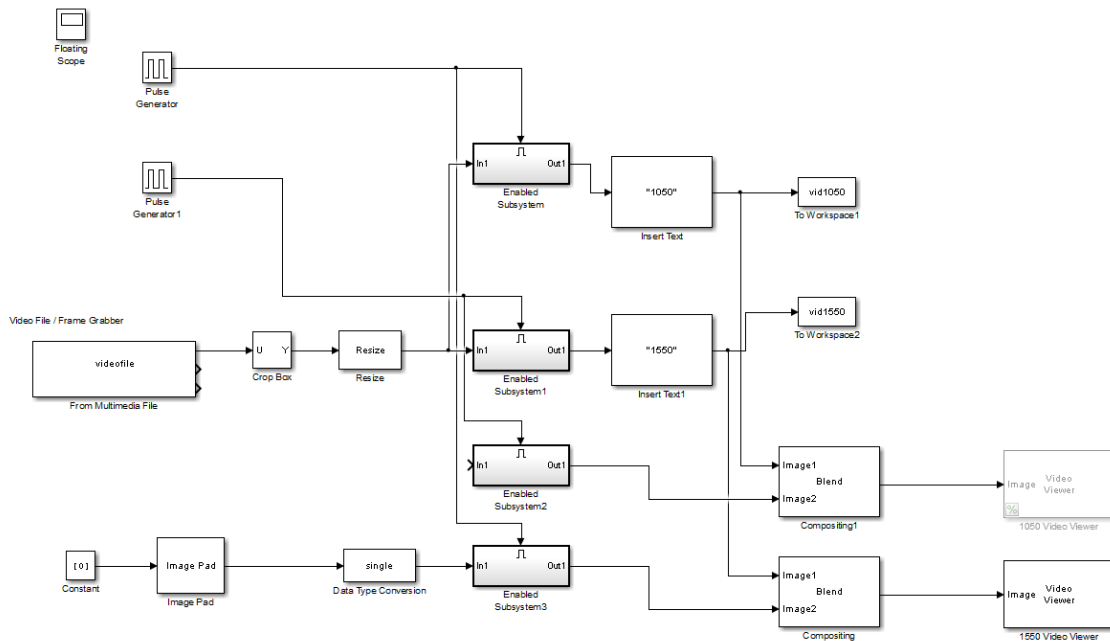 Floating
Scope
Pulse
Generator
In1
Out1
Enabled
Subsystem
"1050"
Insert Text
vid1050
To Workspace1
Pulse
Generator1
Video File / Frame Grabber
videofile
From Multimedia File
U
Y
Crop Box
Resize
Resize
In1
Out1
Enabled
Subsystem1
"1550"
Insert Text1
vid1550
To Workspace2
In1
Out1
Enabled
Subsystem2
Image1
Blend
Image2
Compositing1
Image
Video
Viewer
%
1050 Video Viewer
[0]
Constant
Image Pad
Image Pad
single
Data Type Conversion
In1
Out1
Enabled
Subsystem3
Image1
Blend
Image2
Compositing
Image
Video
Viewer
1550 Video Viewer